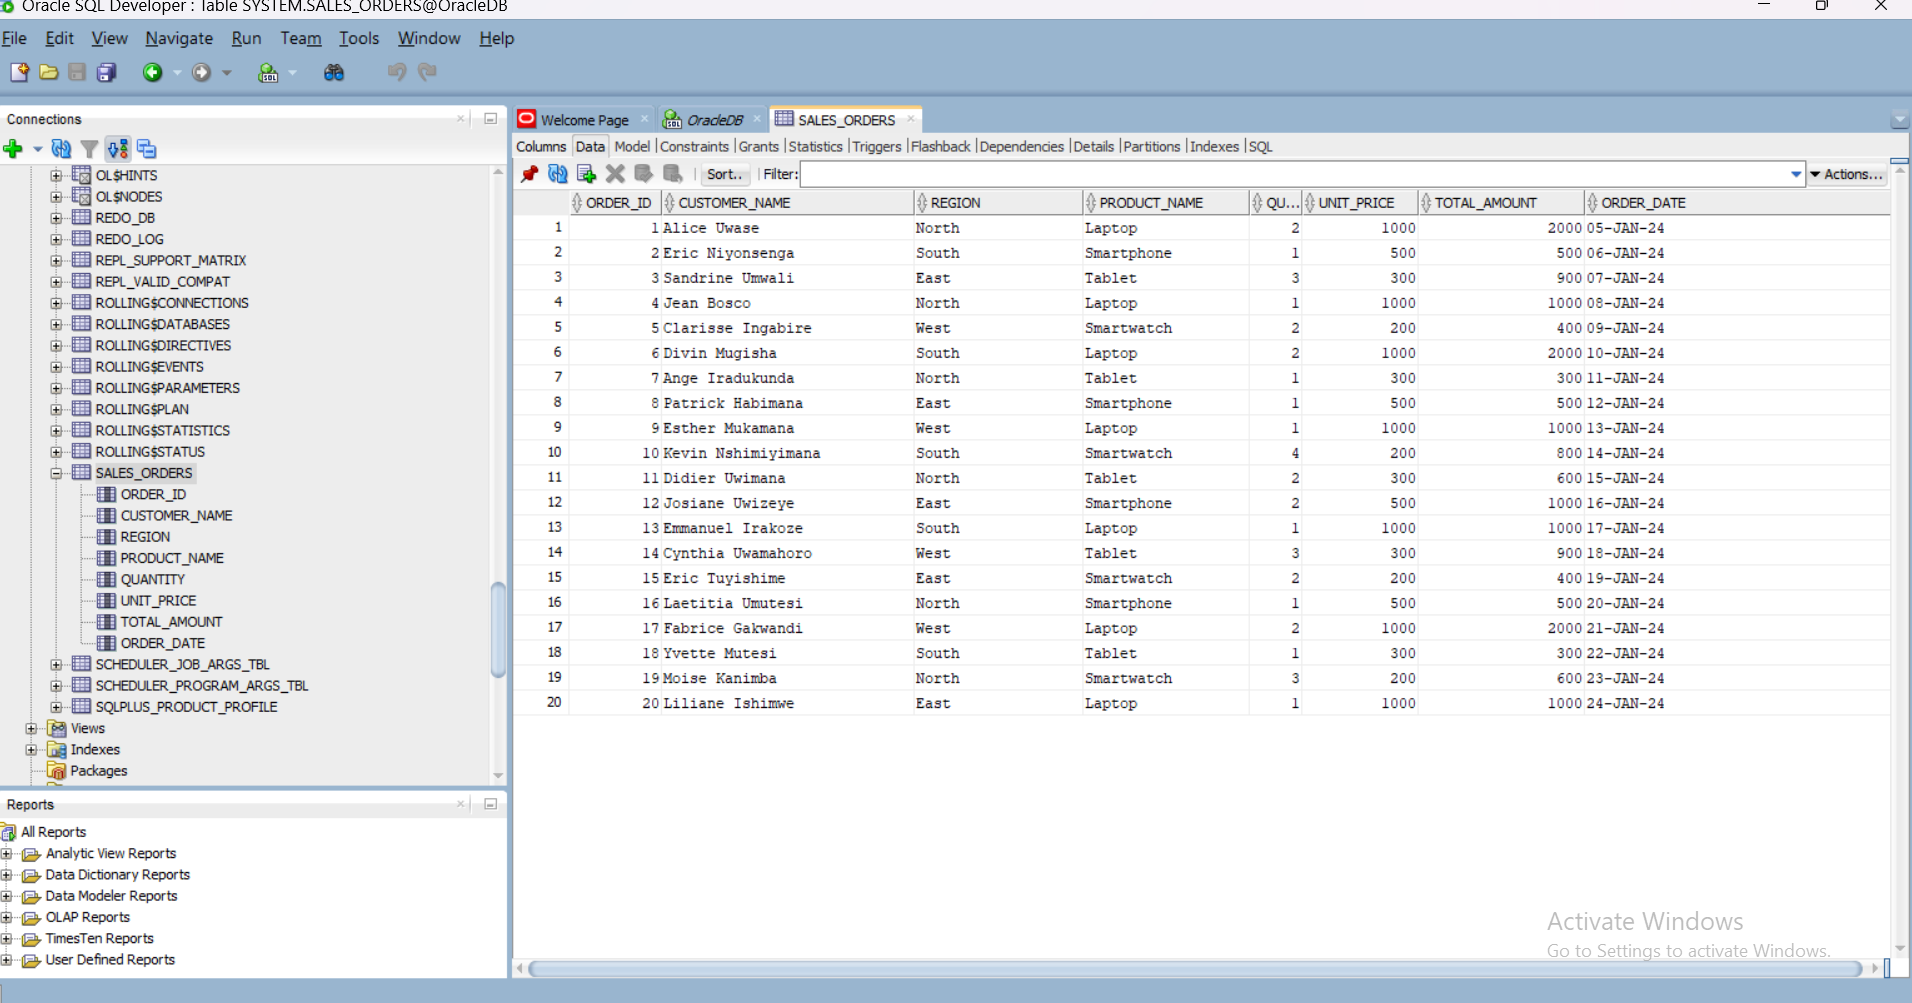 Oracle SQL Developer : Table SYSTEM.SALES_ORDERS@OracleDB
File Edit View Navigate Run Team Tools Window Help
Connections
OL$HINTS
OL$NODES
REDO_DB
REDO_LOG
REPL_SUPPORT_MATRIX
REPL_VALID_COMPAT
ROLLING$CONNECTIONS
ROLLING$DATABASES
ROLLING$DIRECTIVES
ROLLING$EVENTS
ROLLING$PARAMETERS
ROLLING$PLAN
ROLLING$STATISTICS
ROLLING$STATUS
SALES_ORDERS
ORDER_ID
CUSTOMER_NAME
REGION
PRODUCT_NAME
QUANTITY
UNIT_PRICE
TOTAL_AMOUNT
ORDER_DATE
SCHEDULER_JOB_ARGS_TBL
SCHEDULER_PROGRAM_ARGS_TBL
SQLPLUS_PRODUCT_PROFILE
Views
Indexes
Packages
Reports
All Reports
Analytic View Reports
Data Dictionary Reports
Data Modeler Reports
OLAP Reports
TimesTen Reports
User Defined Reports
Welcome Page OracleDB SALES_ORDERS
Columns Data Model Constraints Grants Statistics Triggers Flashback Dependencies Details Partitions Indexes SQL
Sort.. Filter: Actions...
ORDER_ID CUSTOMER_NAME REGION PRODUCT_NAME QU... UNIT_PRICE TOTAL_AMOUNT ORDER_DATE
1 1 Alice Uwase North Laptop 2 1000 2000 05-JAN-24
2 2 Eric Niyonsenga South Smartphone 1 500 500 06-JAN-24
3 3 Sandrine Umwali East Tablet 3 300 900 07-JAN-24
4 4 Jean Bosco North Laptop 1 1000 1000 08-JAN-24
5 5 Clarisse Ingabire West Smartwatch 2 200 400 09-JAN-24
6 6 Divin Mugisha South Laptop 2 1000 2000 10-JAN-24
7 7 Ange Iradukunda North Tablet 1 300 300 11-JAN-24
8 8 Patrick Habimana East Smartphone 1 500 500 12-JAN-24
9 9 Esther Mukamana West Laptop 1 1000 1000 13-JAN-24
10 10 Kevin Nshimiyimana South Smartwatch 4 200 800 14-JAN-24
11 11 Didier Uwimana North Tablet 2 300 600 15-JAN-24
12 12 Josiane Uwizeye East Smartphone 2 500 1000 16-JAN-24
13 13 Emmanuel Irakoze South Laptop 1 1000 1000 17-JAN-24
14 14 Cynthia Uwamahoro West Tablet 3 300 900 18-JAN-24
15 15 Eric Tuyishime East Smartwatch 2 200 400 19-JAN-24
16 16 Laetitia Umutesi North Smartphone 1 500 500 20-JAN-24
17 17 Fabrice Gakwandi West Laptop 2 1000 2000 21-JAN-24
18 18 Yvette Mutesi South Tablet 1 300 300 22-JAN-24
19 19 Moise Kanimba North Smartwatch 3 200 600 23-JAN-24
20 20 Liliane Ishimwe East Laptop 1 1000 1000 24-JAN-24
Activate Windows
Go to Settings to activate Windows.